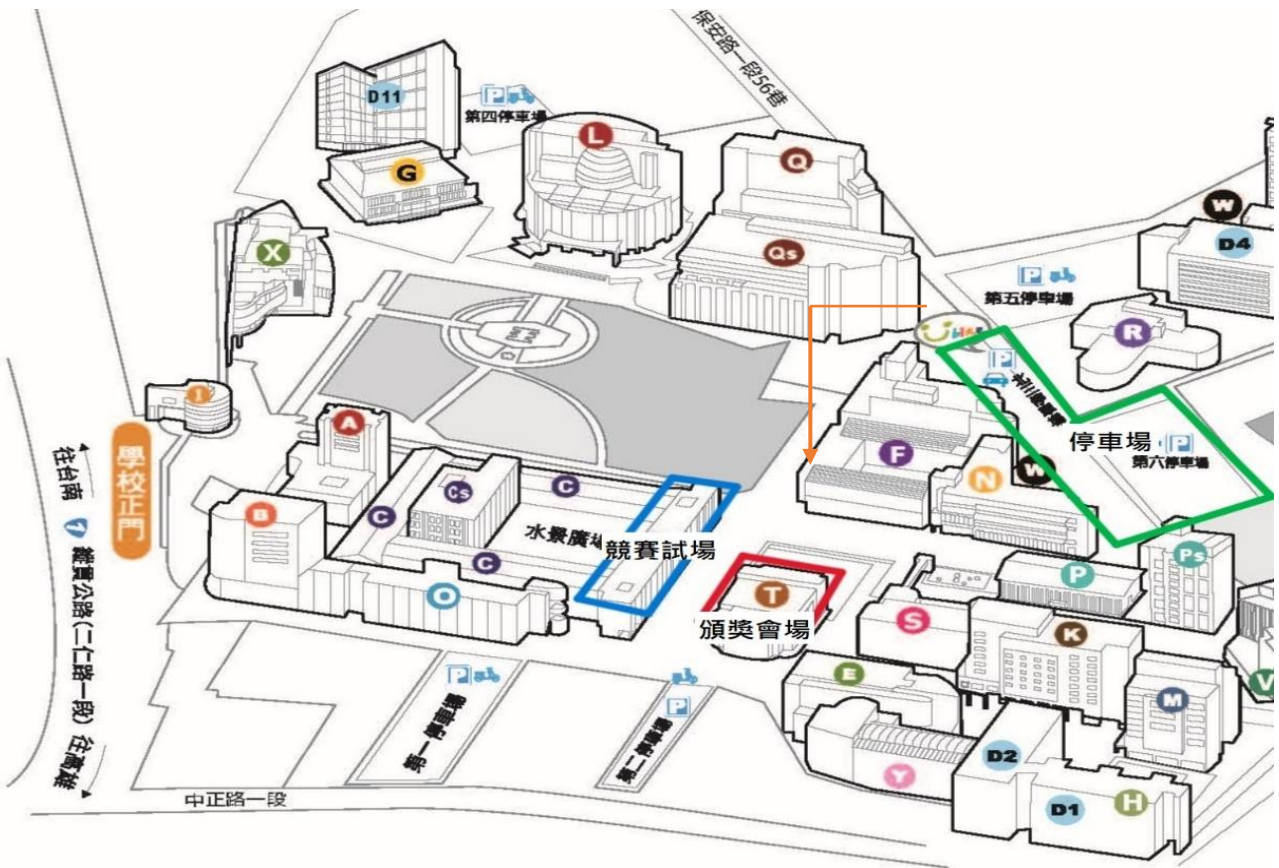 保安路一段56巷
D11
P
第四停車場
L
Q
G
W
D4
X
Qs
P
第五停車場
R
P
I
A
停車場
P
第六停車場
學校正門
往台南
1
縱貫公路(二仁路一段)
往高雄
F
N
W
B
C
Cs
C
C
水景廣場
競賽試場
O
T
頒獎會場
P
Ps
S
K
E
M
V
P
第一停車場
P
第二停車場
Y
D2
D1
H
中正路一段